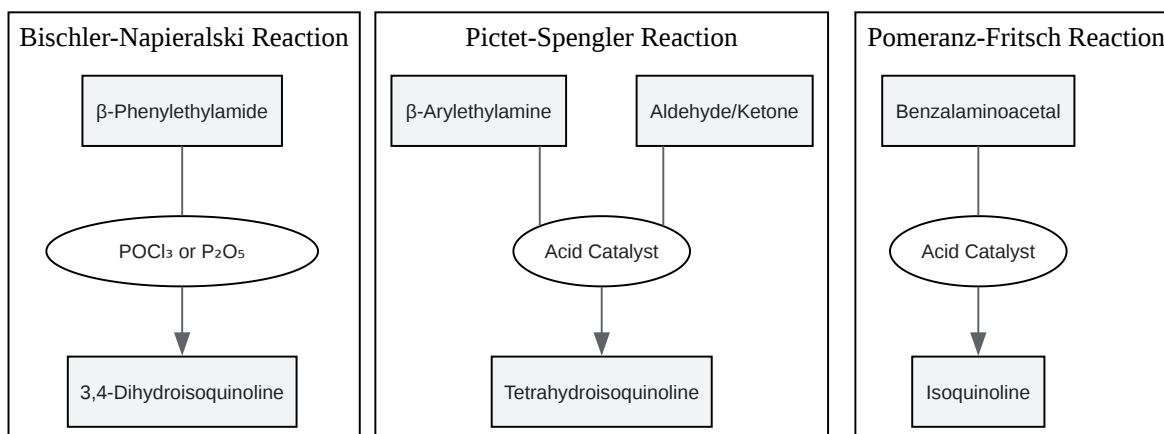 Bischler-Napieralski Reaction
β-Phenylethylamide
POCl₃ or P₂O₅
3,4-Dihydroisoquinoline
Pictet-Spengler Reaction
β-Arylethylamine
Aldehyde/Ketone
Acid Catalyst
Tetrahydroisoquinoline
Pomeranz-Fritsch Reaction
Benzalaminoacetal
Acid Catalyst
Isoquinoline